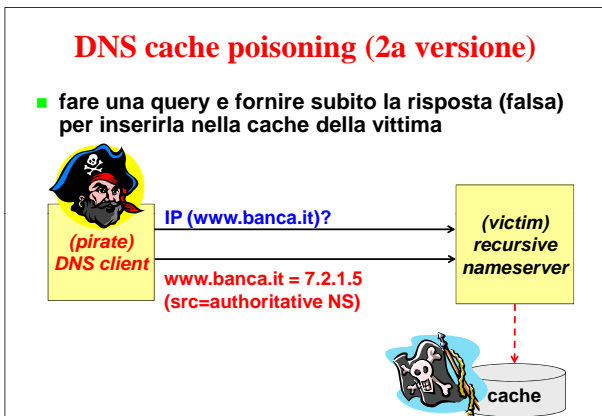 DNS cache poisoning (2a versione)
fare una query e fornire subito la risposta (falsa)
per inserirla nella cache della vittima
(pirate)
DNS client
IP (www.banca.it)?
www.banca.it = 7.2.1.5
(src=authoritative NS)
(victim)
recursive
nameserver
cache